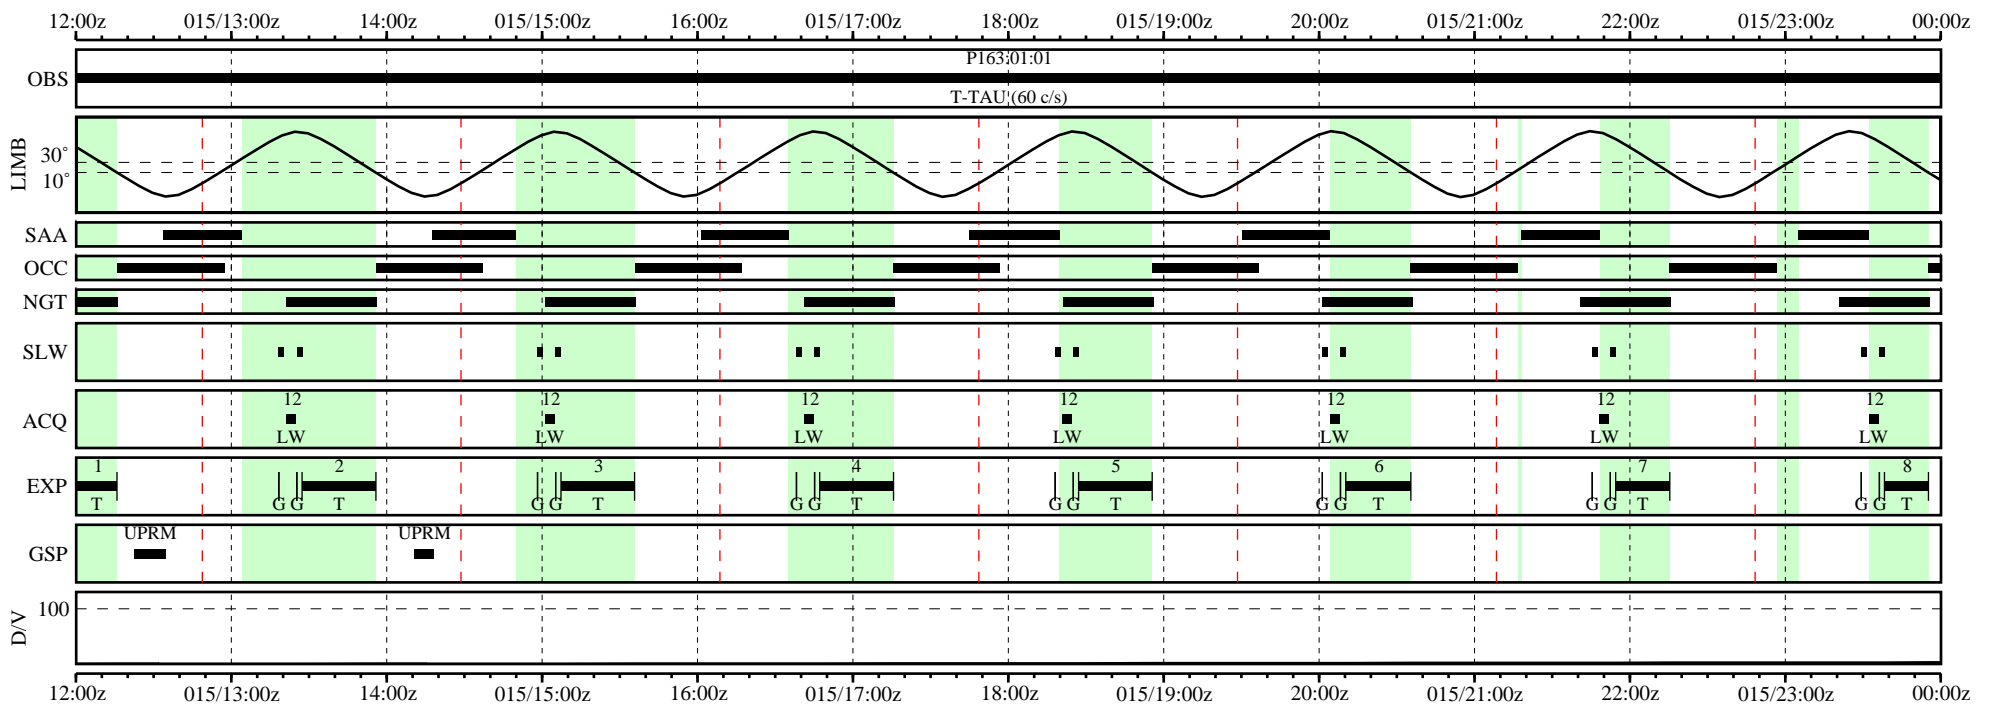 12:00z 015/13:00z 14:00z 015/15:00z 16:00z 015/17:00z 18:00z 015/19:00z 20:00z 015/21:00z 22:00z 015/23:00z 00:00z
P163:01:01
OBS
T-TAU (60 c/s)
LIMB
30°
10°
SAA
OCC
NGT
SLW
12 12 12 12 12 12 12
ACQ
LW LW LW LW LW LW LW
1 2 3 4 5 6 7 8
EXP
T G G T G G T G G T G G T G G T G G T G G T
UPRM UPRM
GSP
100
D/V
12:00z 015/13:00z 14:00z 015/15:00z 16:00z 015/17:00z 18:00z 015/19:00z 20:00z 015/21:00z 22:00z 015/23:00z 00:00z